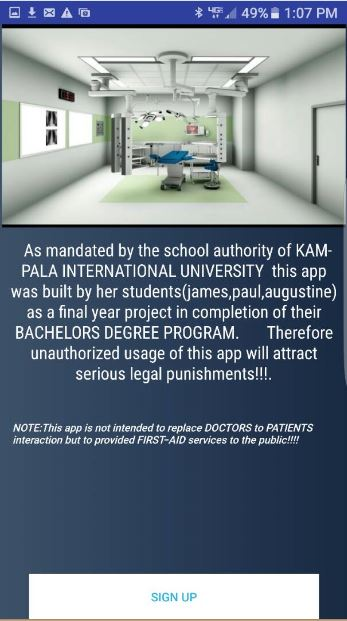 4G 49% 1:07 PM
As mandated by the school authority of KAM-
PALA INTERNATIONAL UNIVERSITY this app
was built by her students(james,paul,augustine)
as a final year project in completion of their
BACHELORS DEGREE PROGRAM. Therefore
unauthorized usage of this app will attract
serious legal punishments!!!.
NOTE:This app is not intended to replace DOCTORS to PATIENTS
interaction but to provided FIRST-AID services to the public!!!!
SIGN UP